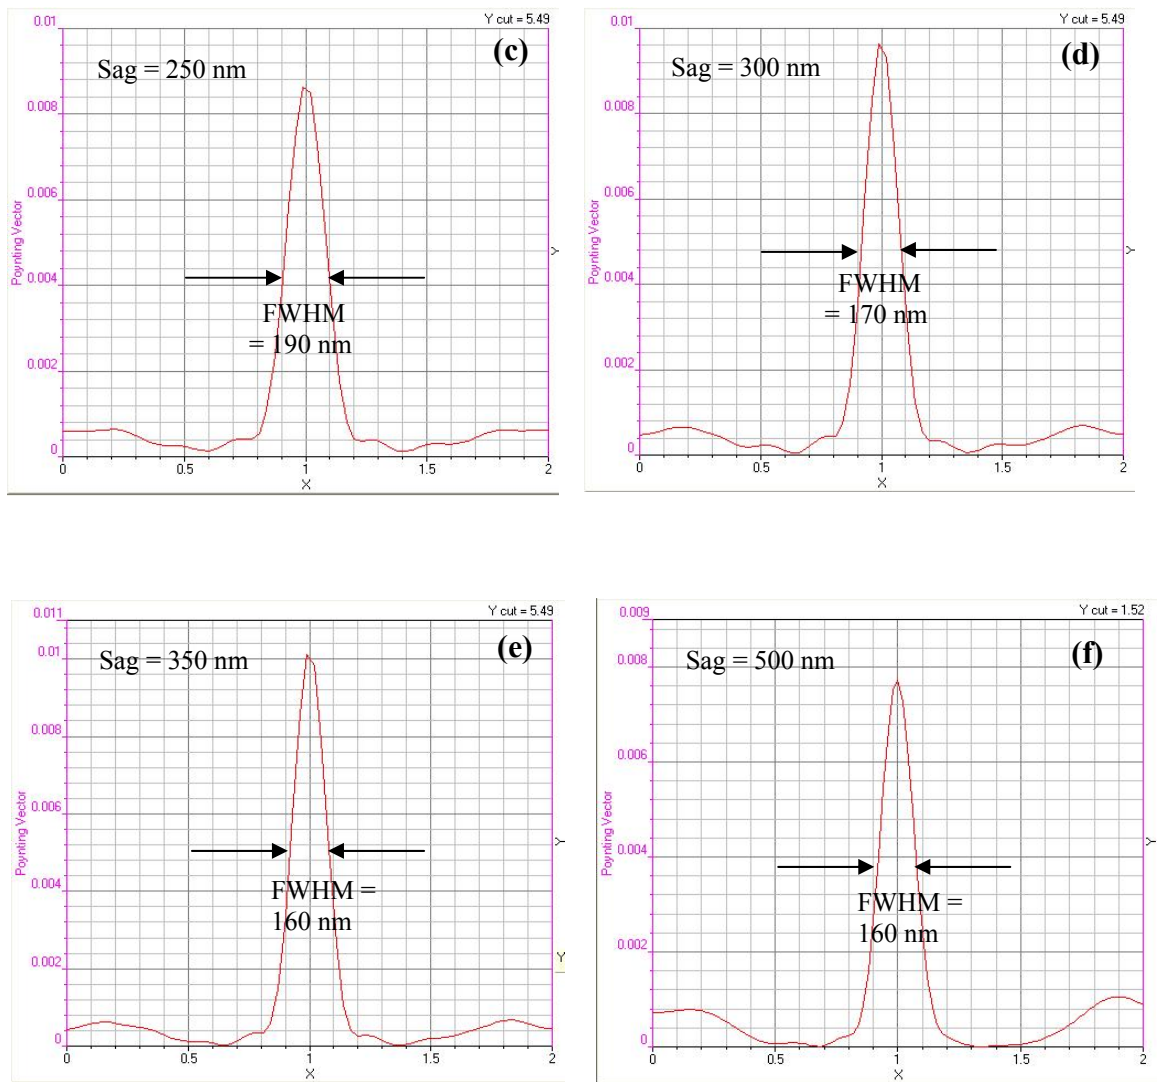 Y cut = 5.49
(c)
Sag = 250 nm
0.01
0.008
0.006
0.004
0.002
0
Poynting Vector
FWHM
= 190 nm
Y
0
0.5
1
1.5
2
X
Y cut = 5.49
(d)
Sag = 300 nm
0.01
0.008
0.006
0.004
0.002
0
Poynting Vector
FWHM
= 170 nm
Y
0
0.5
1
1.5
2
X
Y cut = 5.49
(e)
Sag = 350 nm
0.011
0.01
0.008
0.006
0.004
0.002
0
Poynting Vector
FWHM =
160 nm
Y
Y
0
0.5
1
1.5
2
X
Y cut = 1.52
(f)
Sag = 500 nm
0.009
0.008
0.006
0.004
0.002
0
Poynting Vector
FWHM =
160 nm
Y
0
0.5
1
1.5
2
X